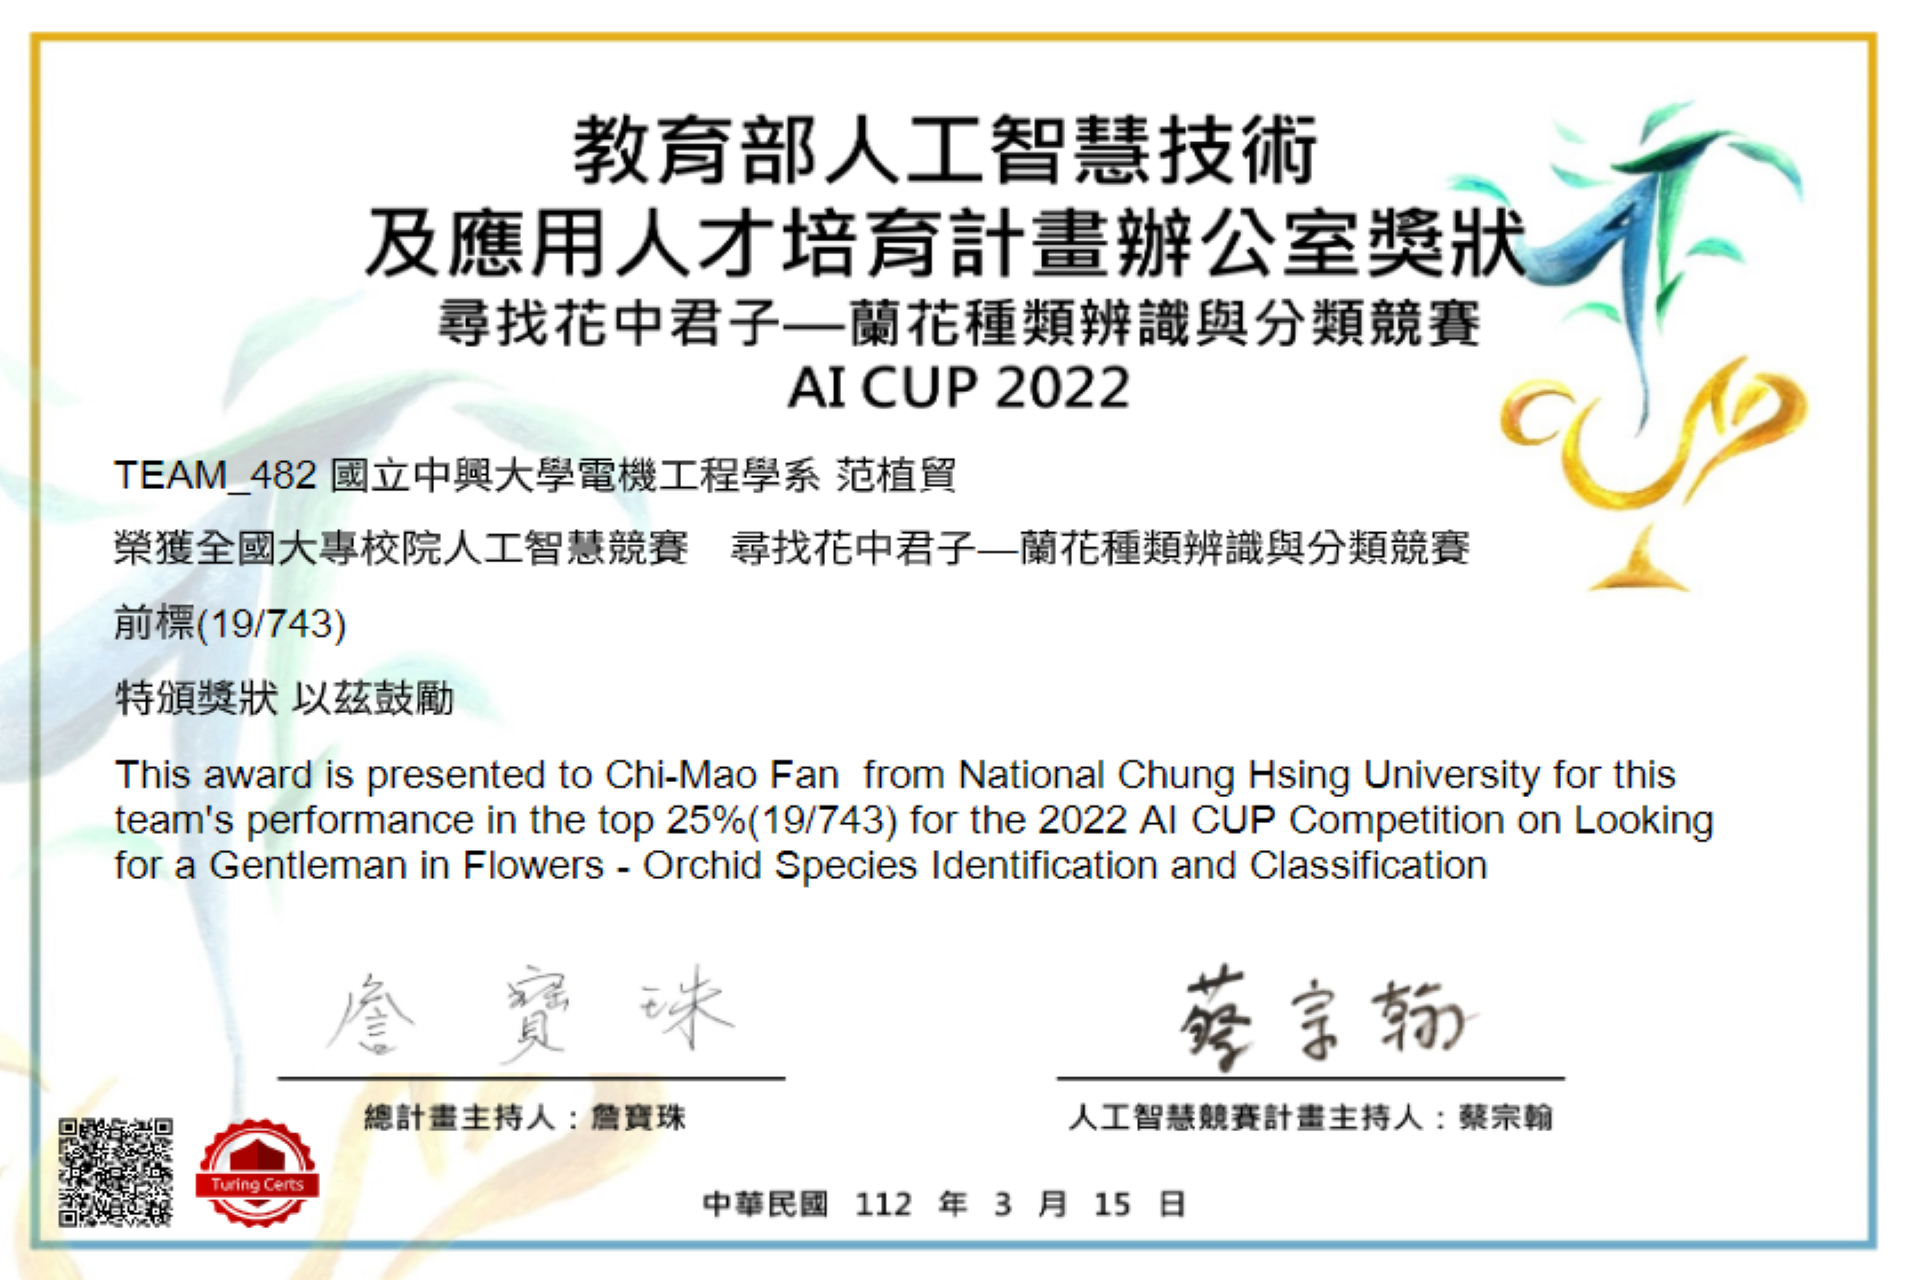 教育部人工智慧技術
及應用人才培育計畫辦公室獎狀
尋找花中君子—蘭花種類辨識與分類競賽
AI CUP 2022
TEAM_482 國立中興大學電機工程學系 范植貿
榮獲全國大專校院人工智慧競賽　尋找花中君子—蘭花種類辨識與分類競賽
前標(19/743)
特頒獎狀 以茲鼓勵
This award is presented to Chi-Mao Fan  from National Chung Hsing University for this
team's performance in the top 25%(19/743) for the 2022 AI CUP Competition on Looking
for a Gentleman in Flowers - Orchid Species Identification and Classification
詹寶珠
蔡宗翰
總計畫主持人：詹寶珠
人工智慧競賽計畫主持人：蔡宗翰
Turing Certs
中華民國 112 年 3 月 15 日